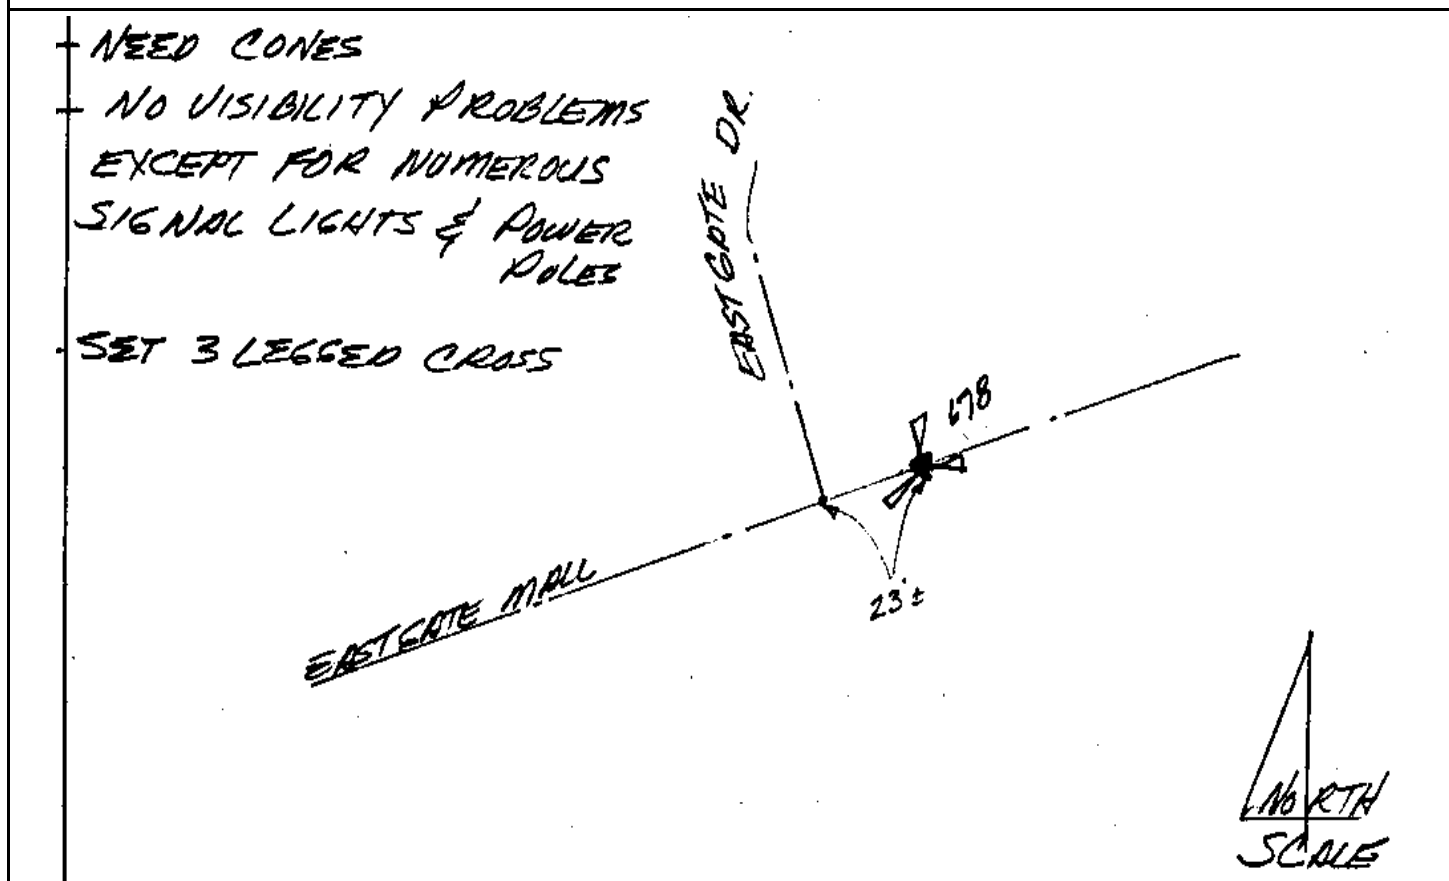 NEED CONES
NO VISIBILITY PROBLEMS
EXCEPT FOR NUMEROUS
SIGNAL LIGHTS & POWER
POLES
SET 3 LEGGED CROSS
EASTGATE DR.
678
23'±
EASTGATE MALL
NORTH
SCALE